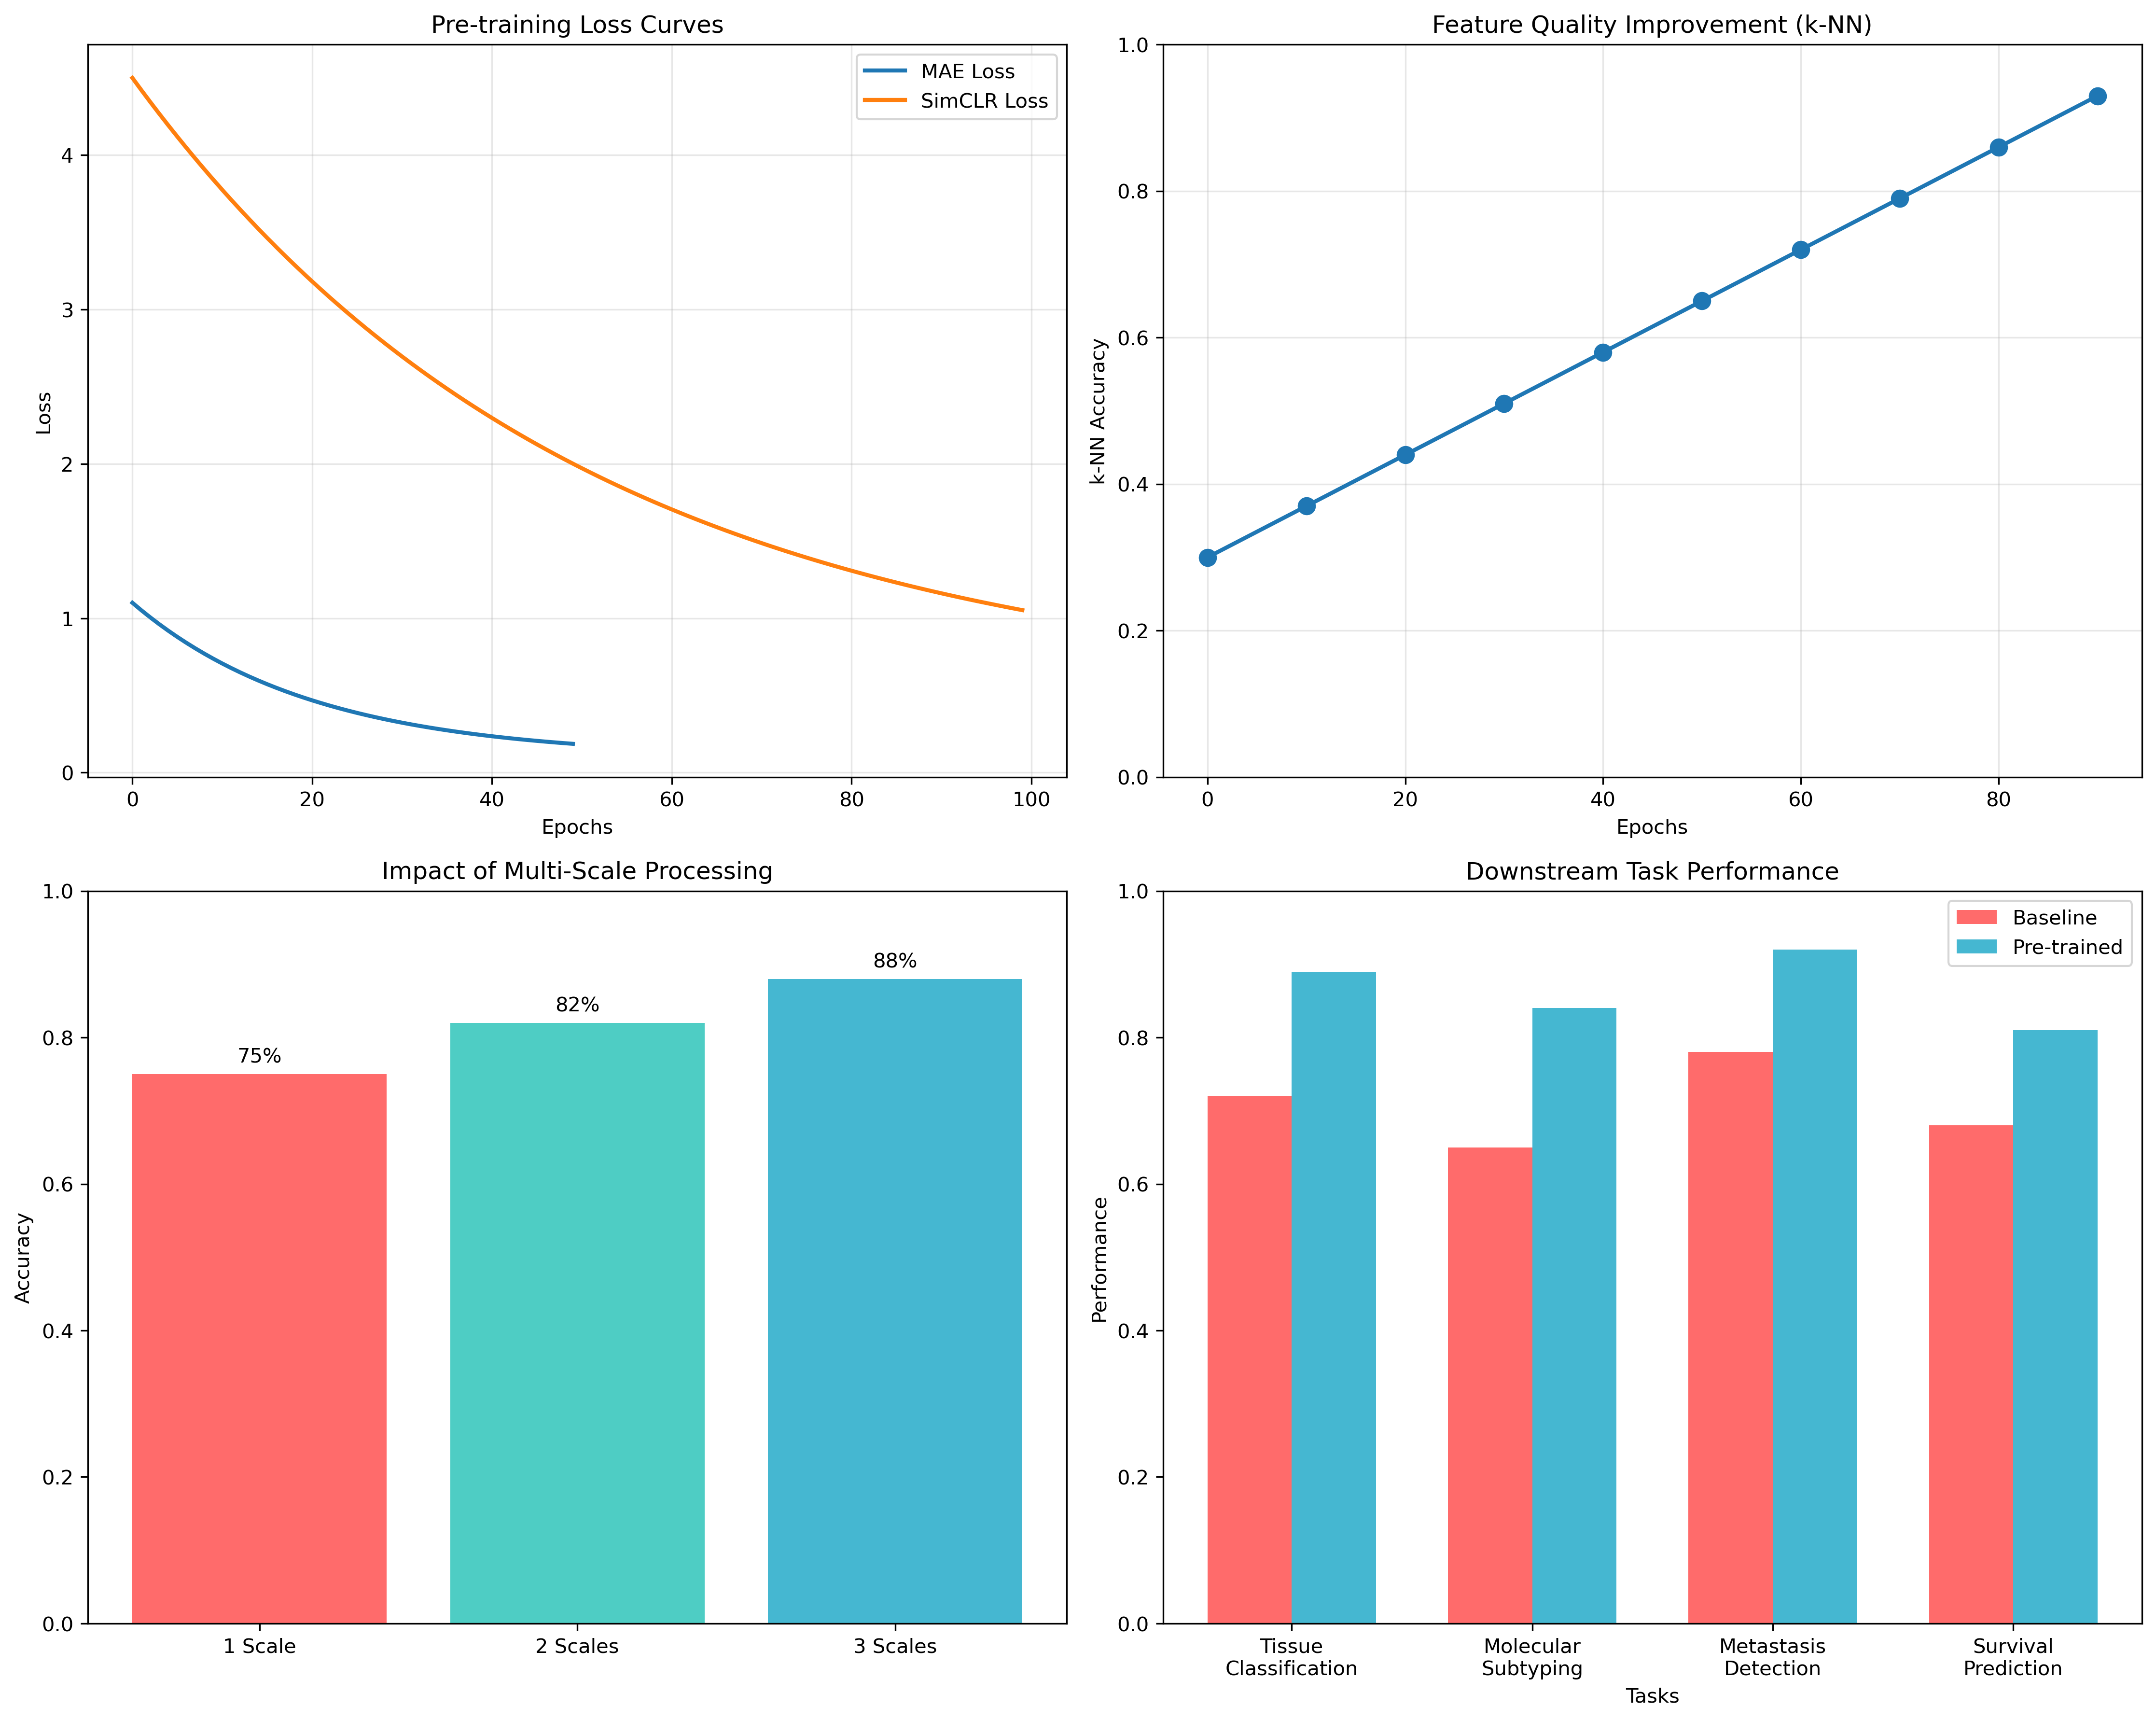 Pre-training Loss Curves
MAE Loss
SimCLR Loss
Loss
4
3
2
1
0
0 20 40 60 80 100
Epochs
Feature Quality Improvement (k-NN)
k-NN Accuracy
1.0
0.8
0.6
0.4
0.2
0.0
0 20 40 60 80
Epochs
Impact of Multi-Scale Processing
Accuracy
1.0
0.8
0.6
0.4
0.2
0.0
75%
82%
88%
1 Scale 2 Scales 3 Scales
Downstream Task Performance
Baseline
Pre-trained
Performance
1.0
0.8
0.6
0.4
0.2
0.0
Tissue
Classification
Molecular
Subtyping
Metastasis
Detection
Survival
Prediction
Tasks